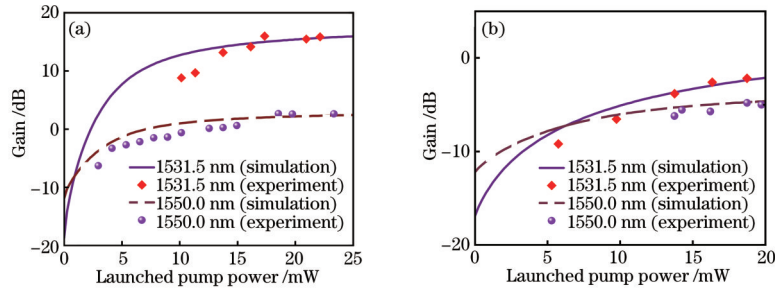 (a)
20
10
0
-10
-20
Gain /dB
1531.5 nm (simulation)
1531.5 nm (experiment)
1550.0 nm (simulation)
1550.0 nm (experiment)
0 5 10 15 20 25
Launched pump power /mW
(b)
0
-10
-20
Gain /dB
1531.5 nm (simulation)
1531.5 nm (experiment)
1550.0 nm (simulation)
1550.0 nm (experiment)
0 5 10 15 20
Launched pump power /mW